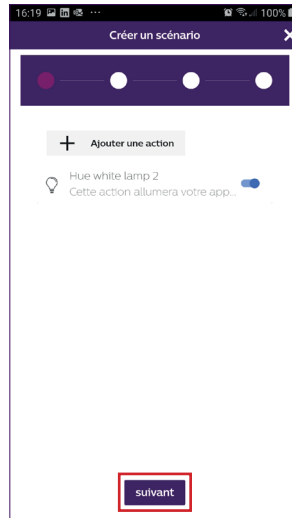 16:19 ... 100%
Créer un scénario
Ajouter une action
Hue white lamp 2
Cette action allumera votre app...
suivant